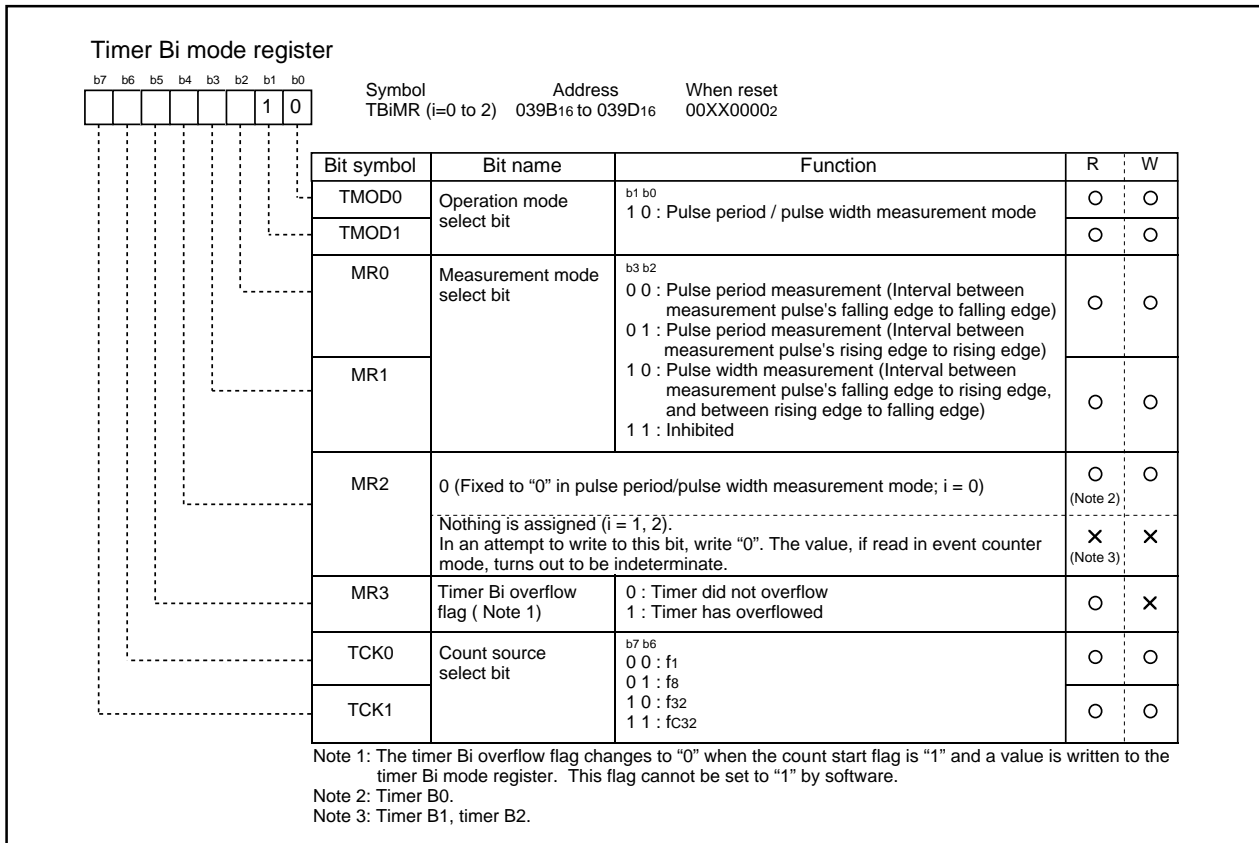 Timer Bi mode register
b7 b6 b5 b4 b3 b2 b1 b0
1 0
Symbol Address When reset
TBiMR (i=0 to 2) 039B16 to 039D16 00XX00002
Bit symbol Bit name Function R W
TMOD0 Operation mode select bit
b1 b0
1 0 : Pulse period / pulse width measurement mode
TMOD1
MR0 Measurement mode select bit
b3 b2
0 0 : Pulse period measurement (Interval between
measurement pulse's falling edge to falling edge)
0 1 : Pulse period measurement (Interval between
measurement pulse's rising edge to rising edge)
MR1
1 0 : Pulse width measurement (Interval between
measurement pulse's falling edge to rising edge,
and between rising edge to falling edge)
1 1 : Inhibited
MR2 0 (Fixed to “0” in pulse period/pulse width measurement mode; i = 0)
(Note 2)
Nothing is assigned (i = 1, 2).
In an attempt to write to this bit, write “0”. The value, if read in event counter
mode, turns out to be indeterminate.
(Note 3)
MR3 Timer Bi overflow
flag ( Note 1)
0 : Timer did not overflow
1 : Timer has overflowed
TCK0 Count source
select bit
b7 b6
0 0 : f1
0 1 : f8
TCK1
1 0 : f32
1 1 : fC32
Note 1: The timer Bi overflow flag changes to “0” when the count start flag is “1” and a value is written to the
timer Bi mode register. This flag cannot be set to “1” by software.
Note 2: Timer B0.
Note 3: Timer B1, timer B2.